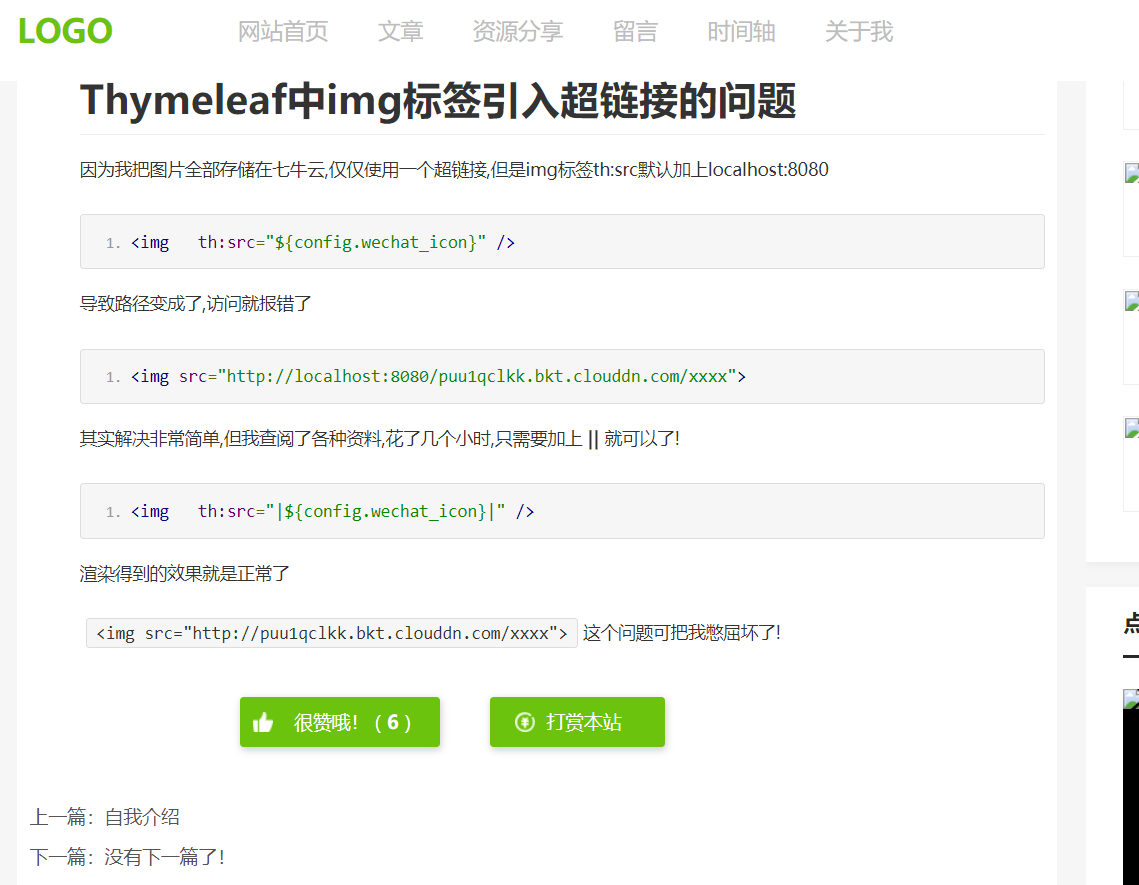 LOGO 网站首页 文章 资源分享 留言 时间轴 关于我
Thymeleaf中img标签引入超链接的问题
因为我把图片全部存储在七牛云,仅仅使用一个超链接,但是img标签th:src默认加上localhost:8080
1. <img   th:src="${config.wechat_icon}" />
导致路径变成了,访问就报错了
1. <img src="http://localhost:8080/puu1qclkk.bkt.clouddn.com/xxxx">
其实解决非常简单,但我查阅了各种资料,花了几个小时,只需要加上 || 就可以了!
1. <img   th:src="|${config.wechat_icon}|" />
渲染得到的效果就是正常了
<img src="http://puu1qclkk.bkt.clouddn.com/xxxx"> 这个问题可把我憋屈坏了!
很赞哦!（6） 打赏本站
上一篇：自我介绍
下一篇：没有下一篇了!